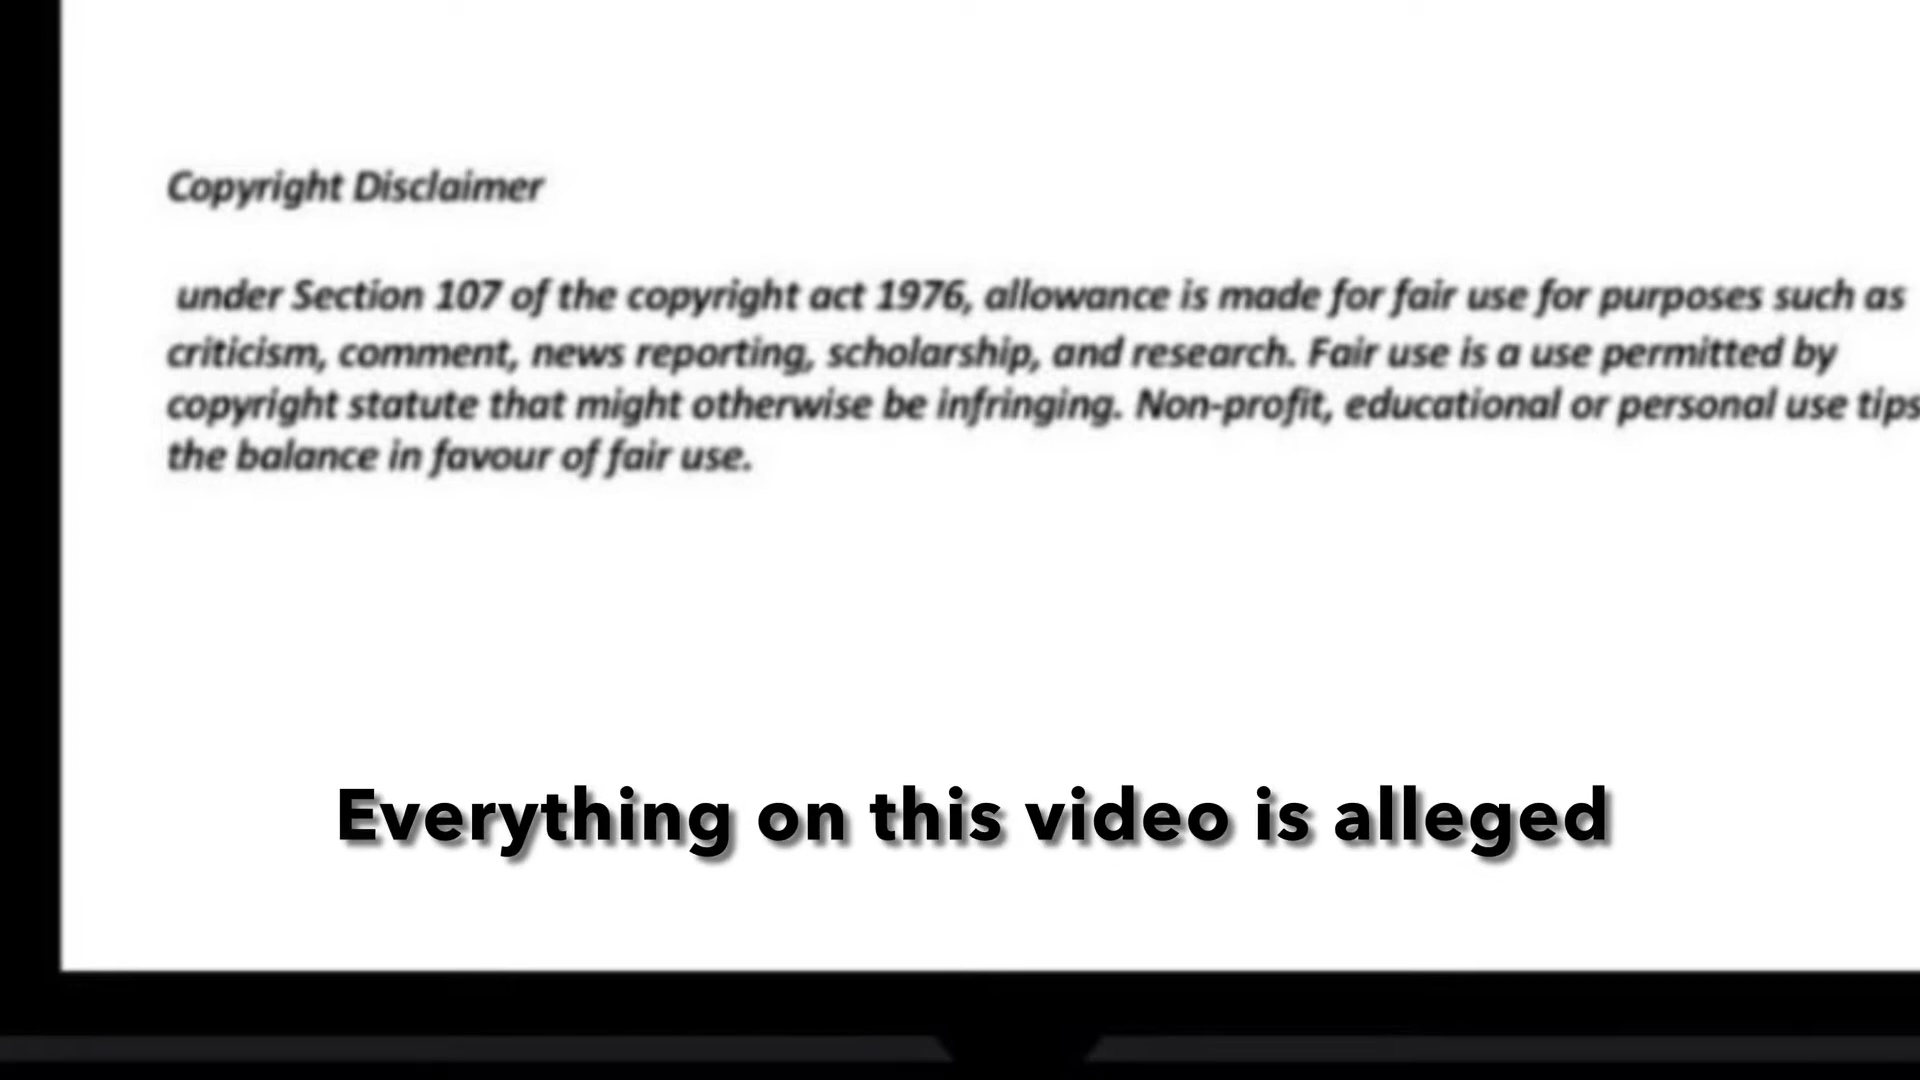 Copyright Disclaimer
under Section 107 of the copyright act 1976, allowance is made for fair use for purposes such as
criticism, comment, news reporting, scholarship, and research. Fair use is a use permitted by
copyright statute that might otherwise be infringing. Non-profit, educational or personal use tips
the balance in favour of fair use.
Everything on this video is alleged